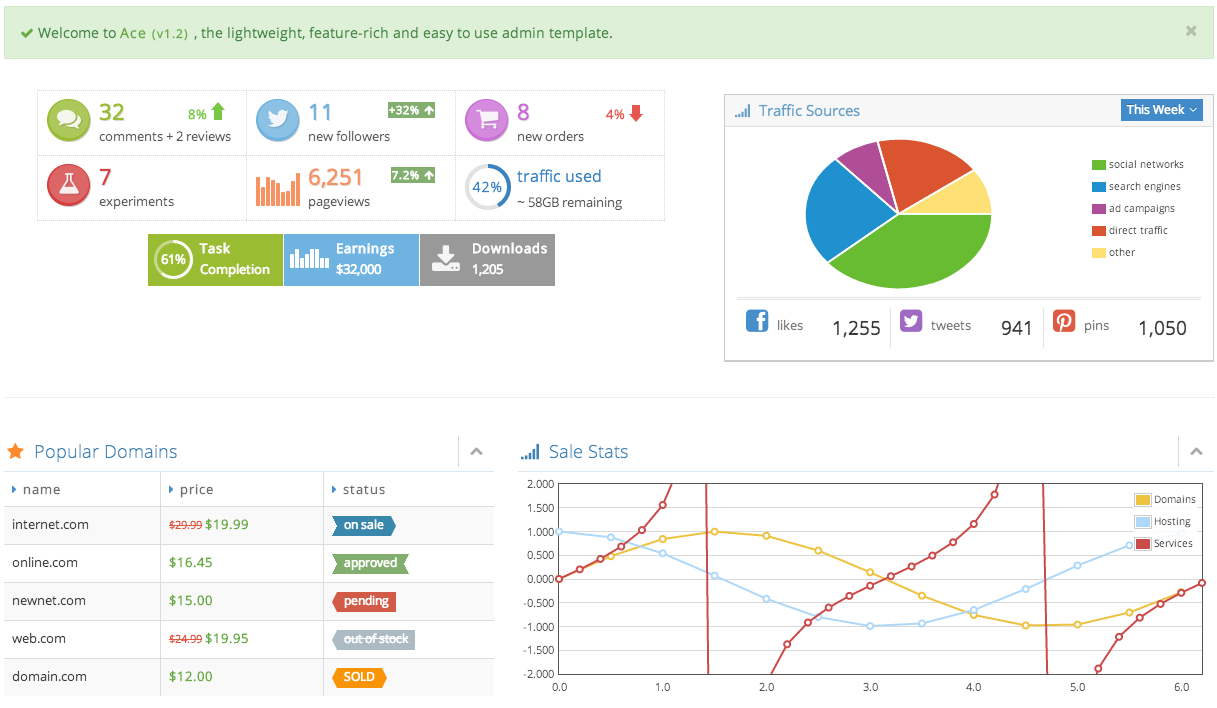 Welcome to Ace (v1.2) , the lightweight, feature-rich and easy to use admin template.
32 8%
comments + 2 reviews
11 +32%
new followers
8 4%
new orders
7
experiments
6,251 7.2%
pageviews
42% traffic used
~ 58GB remaining
61% Task
Completion
Earnings
$32,000
Downloads
1,205
Traffic Sources This Week
social networks
search engines
ad campaigns
direct traffic
other
likes 1,255
tweets 941
pins 1,050
Popular Domains
name price status
internet.com $29.99 $19.99 on sale
online.com $16.45 approved
newnet.com $15.00 pending
web.com $24.99 $19.95 out of stock
domain.com $12.00 SOLD
Sale Stats
2.000
1.500
1.000
0.500
0.000
-0.500
-1.000
-1.500
-2.000
0.0 1.0 2.0 3.0 4.0 5.0 6.0
Domains
Hosting
Services